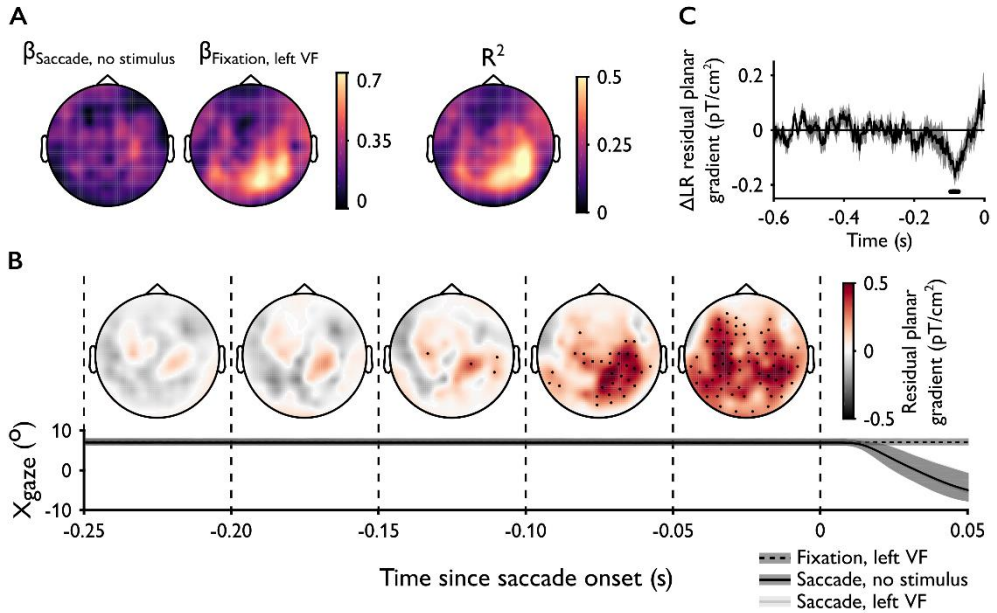 A
β Saccade, no stimulus
β Fixation, left VF
0.7
0.35
0
R²
0.5
0.25
0
C
ΔLR residual planar
gradient (pT/cm²)
0.2
0
-0.2
-0.6 -0.4 -0.2 0
Time (s)
B
0.5
0
-0.5
Residual planar
gradient (pT/cm²)
Xgaze (°)
10
0
-10
-0.25 -0.20 -0.15 -0.10 -0.05 0 0.05
Time since saccade onset (s)
Fixation, left VF
Saccade, no stimulus
Saccade, left VF